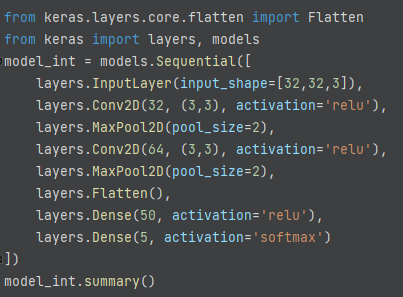 from keras.layers.core.flatten import Flatten
from keras import layers, models
model_int = models.Sequential([
    layers.InputLayer(input_shape=[32,32,3]),
    layers.Conv2D(32, (3,3), activation='relu'),
    layers.MaxPool2D(pool_size=2),
    layers.Conv2D(64, (3,3), activation='relu'),
    layers.MaxPool2D(pool_size=2),
    layers.Flatten(),
    layers.Dense(50, activation='relu'),
    layers.Dense(5, activation='softmax')
])
model_int.summary()